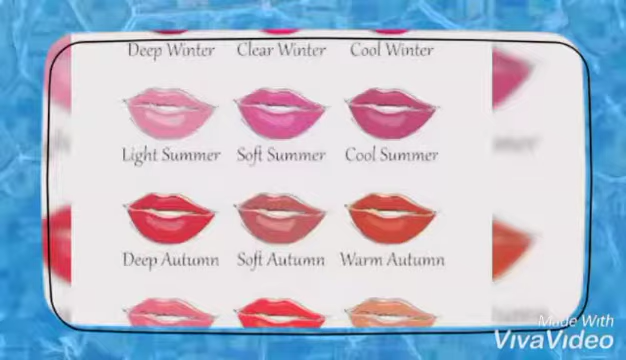 Deep Winter Clear Winter Cool Winter
Light Summer Soft Summer Cool Summer
Deep Autumn Soft Autumn Warm Autumn
Made With
VivaVideo